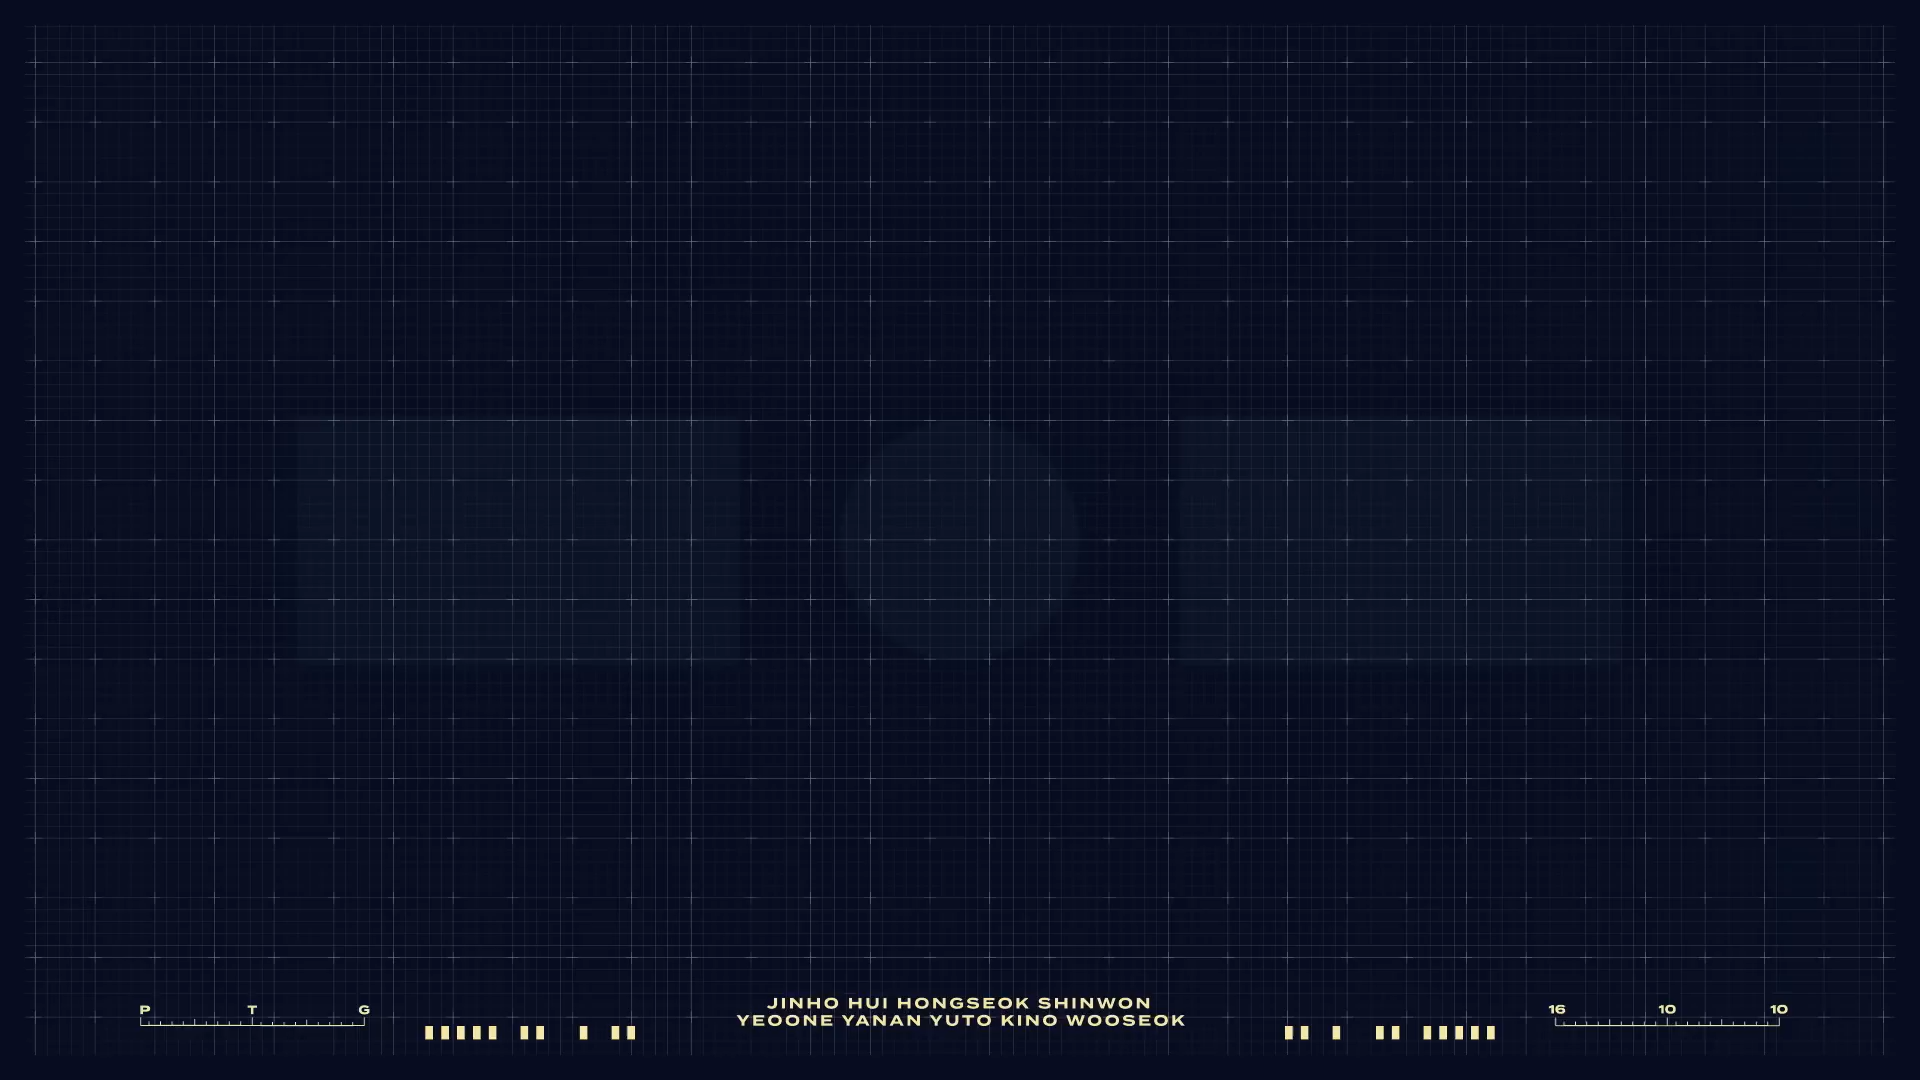 P T G
JINHO HUI HONGSEOK SHINWON
YEOONE YANAN YUTO KINO WOOSEOK
16 10 10